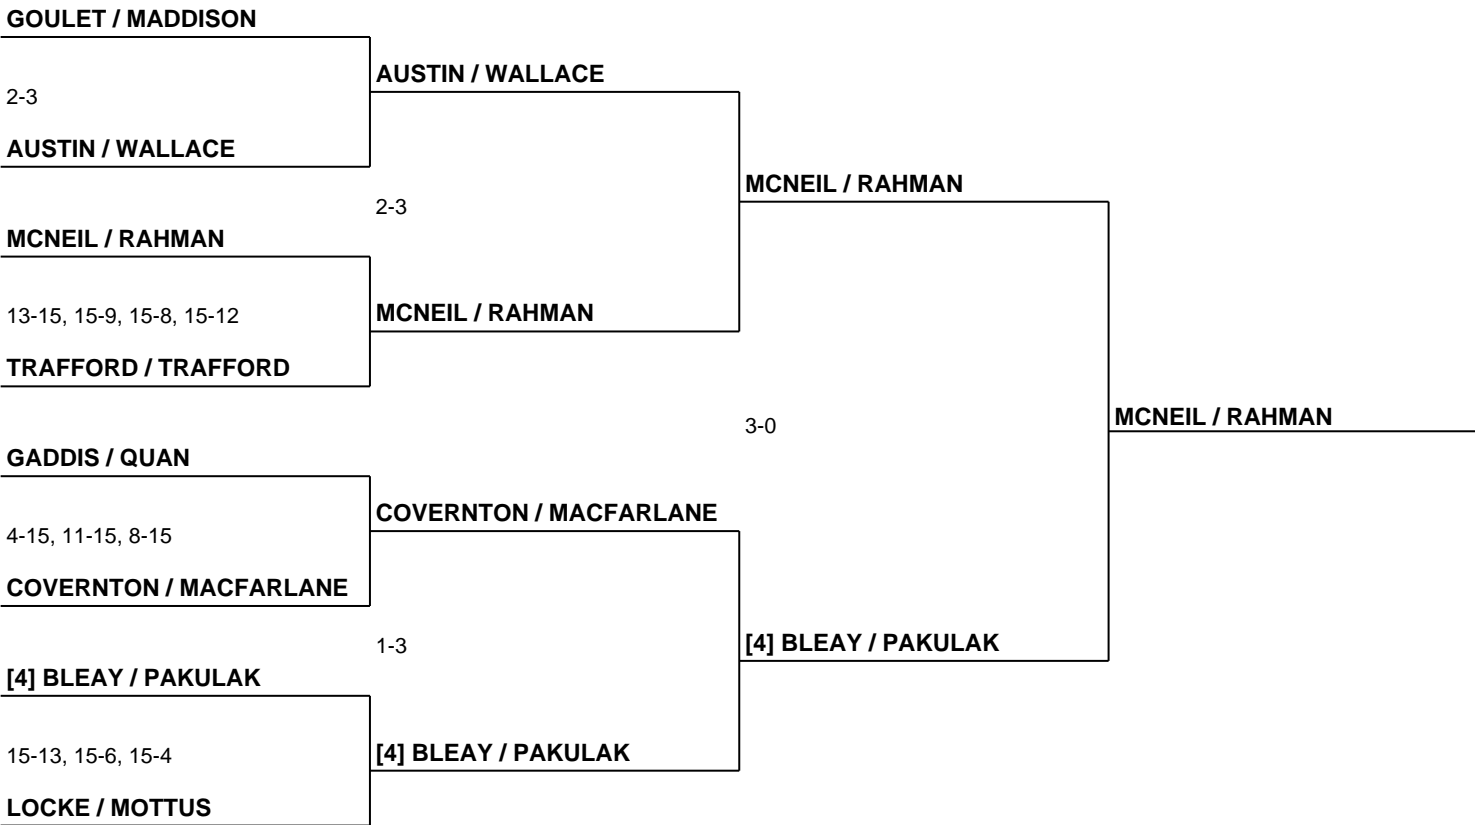 GOULET / MADDISON
AUSTIN / WALLACE
2-3
AUSTIN / WALLACE
MCNEIL / RAHMAN
2-3
MCNEIL / RAHMAN
MCNEIL / RAHMAN
13-15, 15-9, 15-8, 15-12
TRAFFORD / TRAFFORD
MCNEIL / RAHMAN
3-0
GADDIS / QUAN
COVERNTON / MACFARLANE
4-15, 11-15, 8-15
COVERNTON / MACFARLANE
1-3
[4] BLEAY / PAKULAK
[4] BLEAY / PAKULAK
[4] BLEAY / PAKULAK
15-13, 15-6, 15-4
LOCKE / MOTTUS